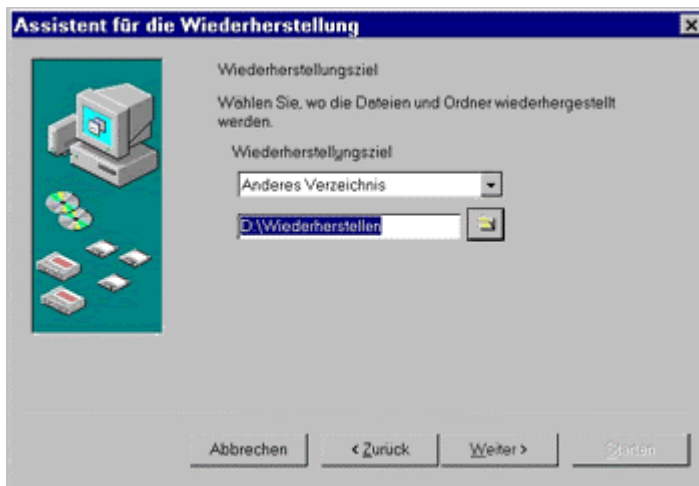 Assistent für die Wiederherstellung
Wiederherstellungsziel
Wählen Sie, wo die Dateien und Ordner wiederhergestellt
werden.
Wiederherstellungsziel
Anderes Verzeichnis
D:\Wiederherstellen
Abbrechen
< Zurück
Weiter >
Starten